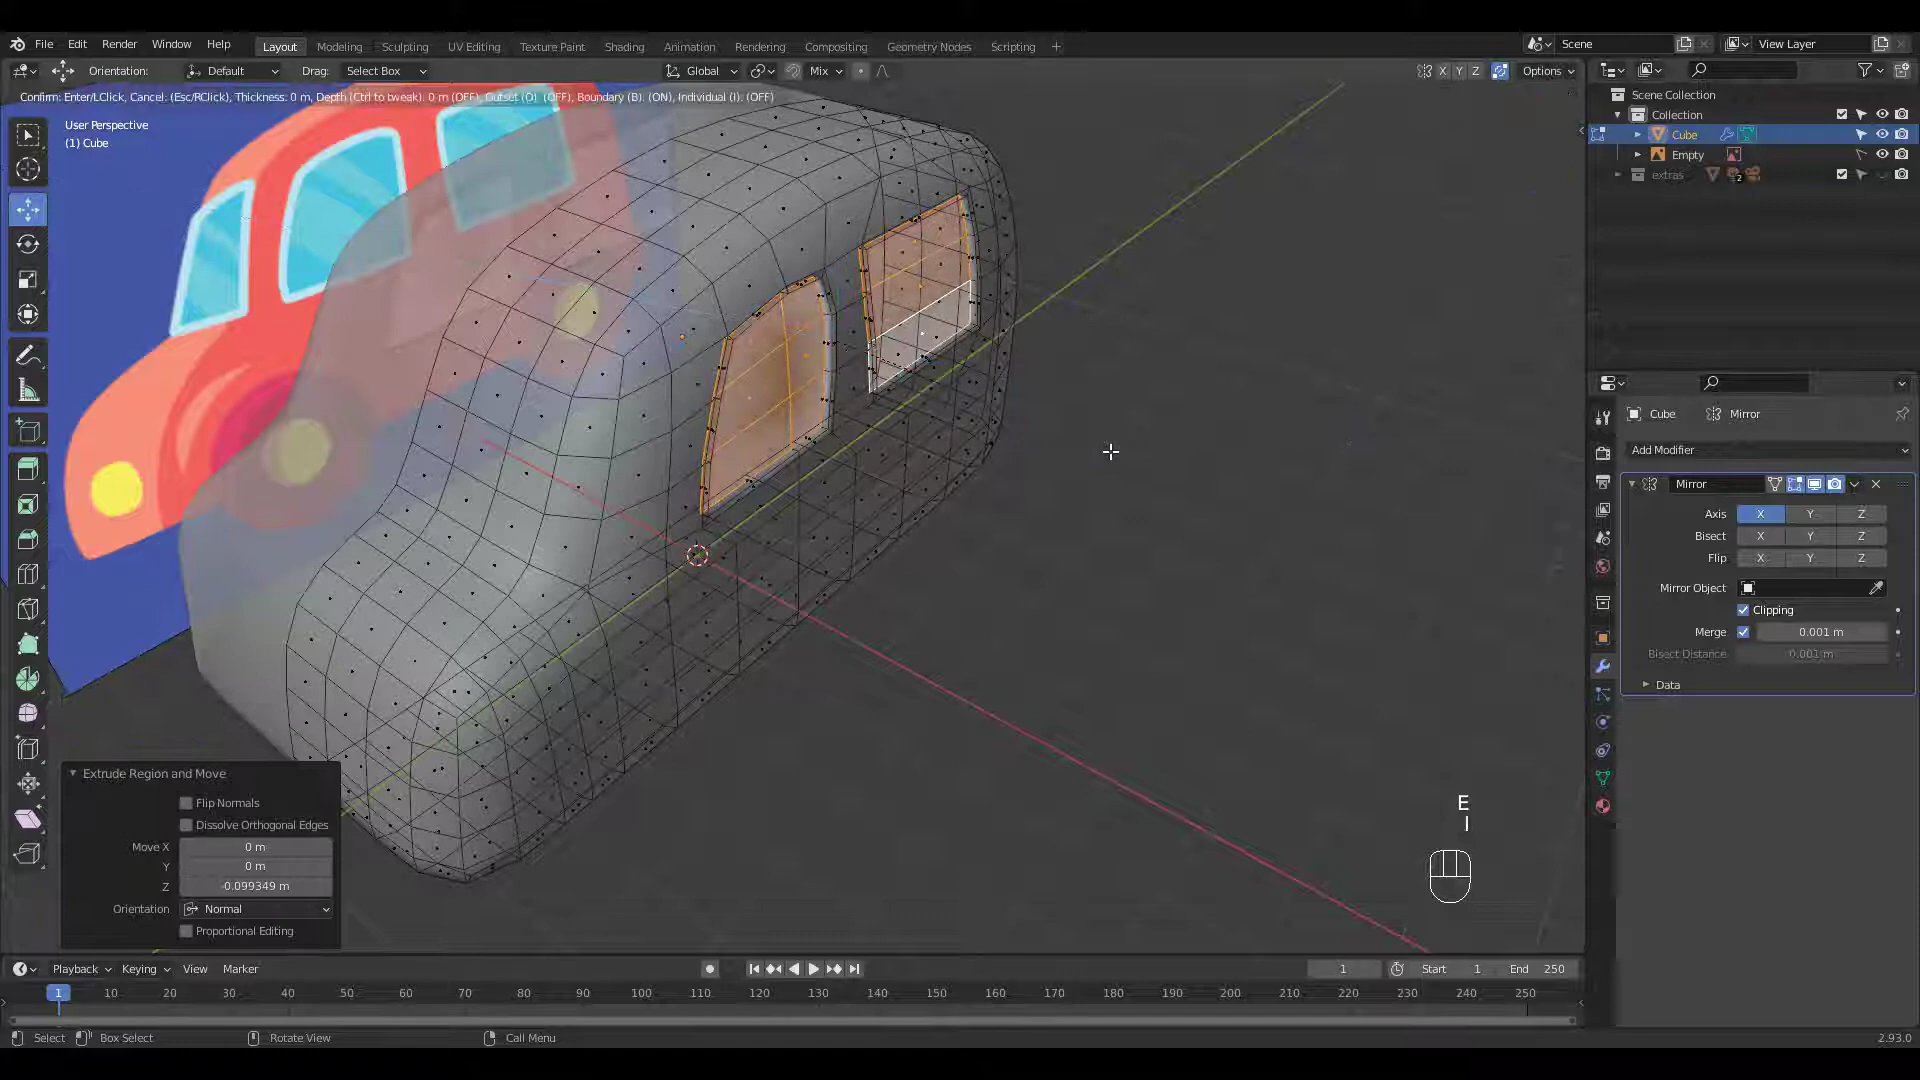 File Edit Render Window Help Layout Modeling Sculpting UV Editing Texture Paint Shading Animation Rendering Compositing Geometry Nodes Scripting + Scene View Layer
Orientation: Default Drag: Select Box Global Mix X Y Z Options
Confirm: Enter/LClick, Cancel: (Esc/RClick), Thickness: 0 m, Depth (Ctrl to tweak): 0 m (OFF), Outset (O): (OFF), Boundary (B): (ON), Individual (I): (OFF)
User Perspective
(1) Cube
Scene Collection
Collection
Cube
Empty
extras 2
Cube Mirror
Add Modifier
Mirror
Axis X Y Z
Bisect X Y Z
Flip X Y Z
Mirror Object
Clipping
Merge 0.001 m
Bisect Distance 0.001 m
Data
Extrude Region and Move
Flip Normals
Dissolve Orthogonal Edges
Move X 0 m
Y 0 m
Z -0.099349 m
Orientation Normal
Proportional Editing
E
I
Playback Keying View Marker 1 Start 1 End 250
1 10 20 30 40 50 60 70 80 90 100 110 120 130 140 150 160 170 180 190 200 210 220 230 240 250
Select Box Select Rotate View Call Menu 2.93.0